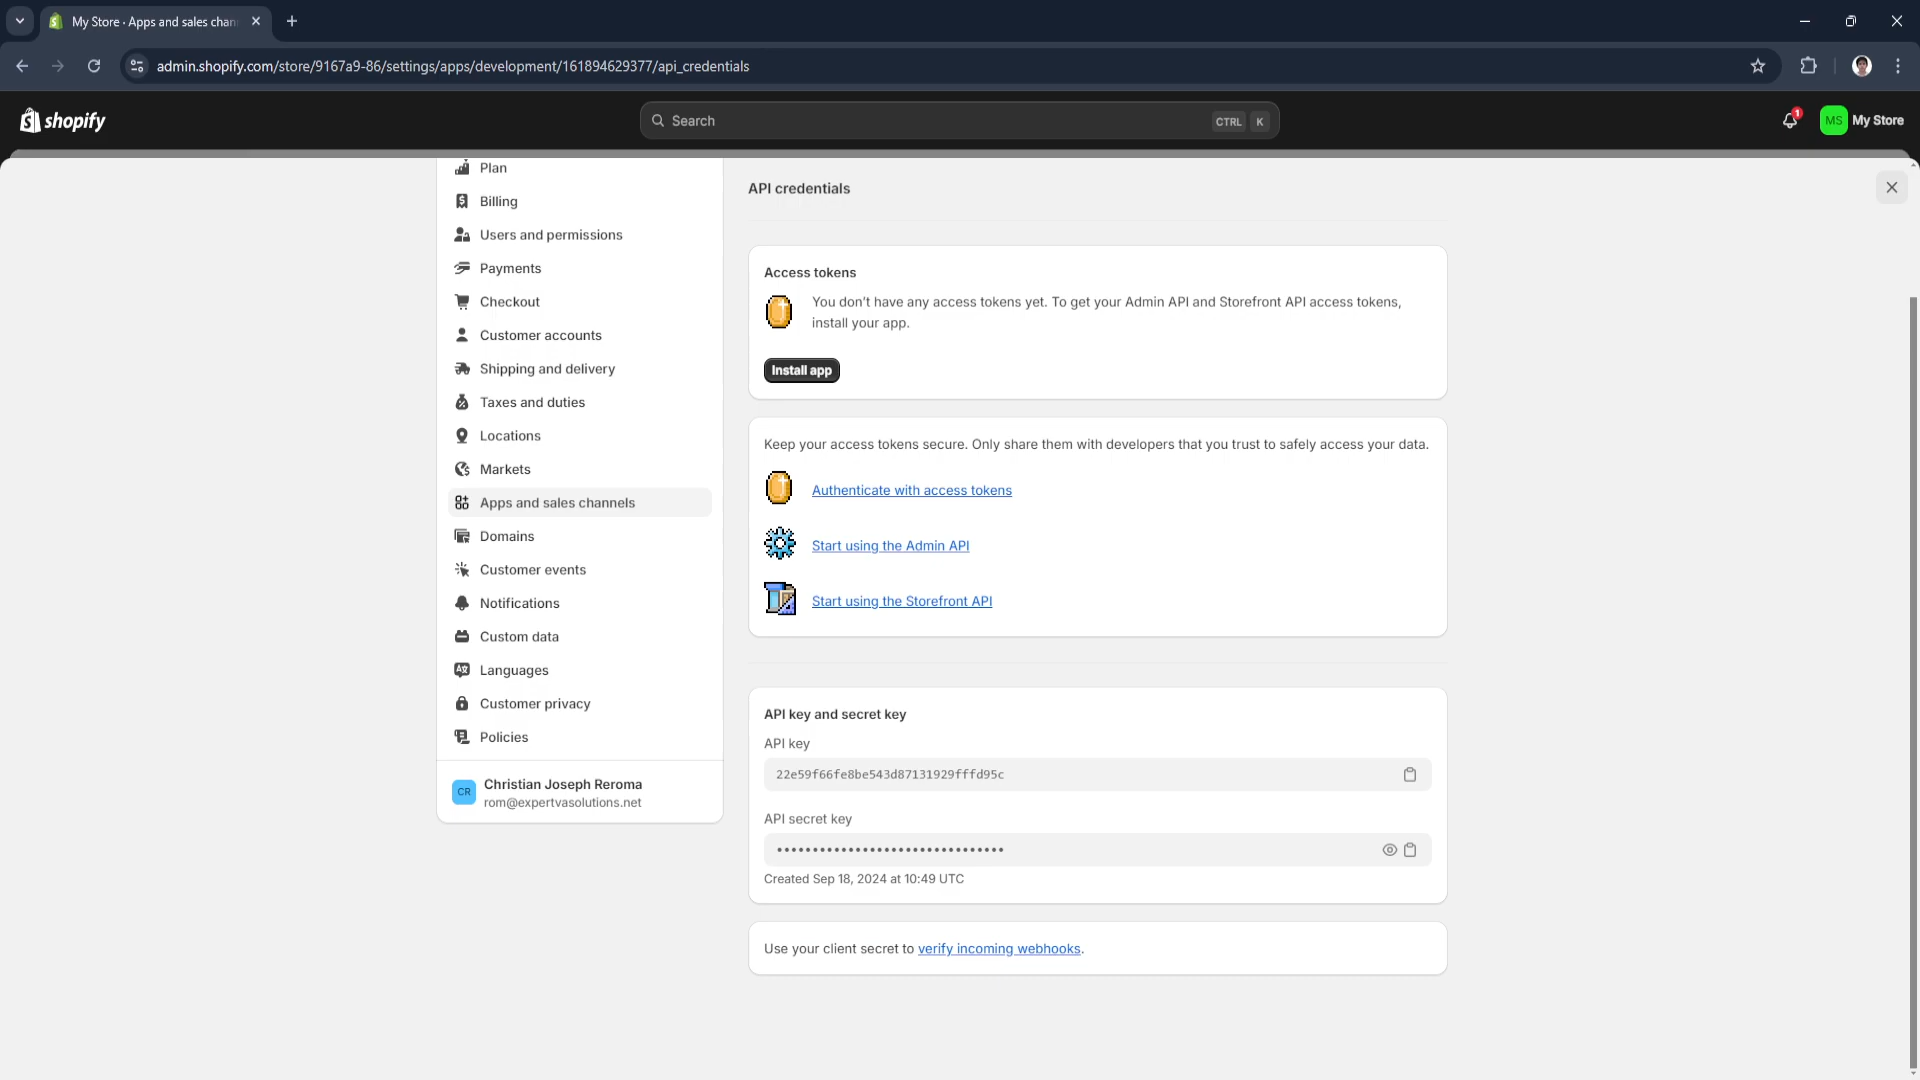 My Store · Apps and sales chan
admin.shopify.com/store/9167a9-86/settings/apps/development/161894629377/api_credentials
shopify
Search
CTRL K
1
MS
My Store
Plan
Billing
Users and permissions
Payments
Checkout
Customer accounts
Shipping and delivery
Taxes and duties
Locations
Markets
Apps and sales channels
Domains
Customer events
Notifications
Custom data
Languages
Customer privacy
Policies
CR
Christian Joseph Reroma
rom@expertvasolutions.net
API credentials
Access tokens
You don't have any access tokens yet. To get your Admin API and Storefront API access tokens,
install your app.
Install app
Keep your access tokens secure. Only share them with developers that you trust to safely access your data.
Authenticate with access tokens
Start using the Admin API
Start using the Storefront API
API key and secret key
API key
22e59f66fe8be543d87131929fffd95c
API secret key
••••••••••••••••••••••••••••••••
Created Sep 18, 2024 at 10:49 UTC
Use your client secret to verify incoming webhooks.